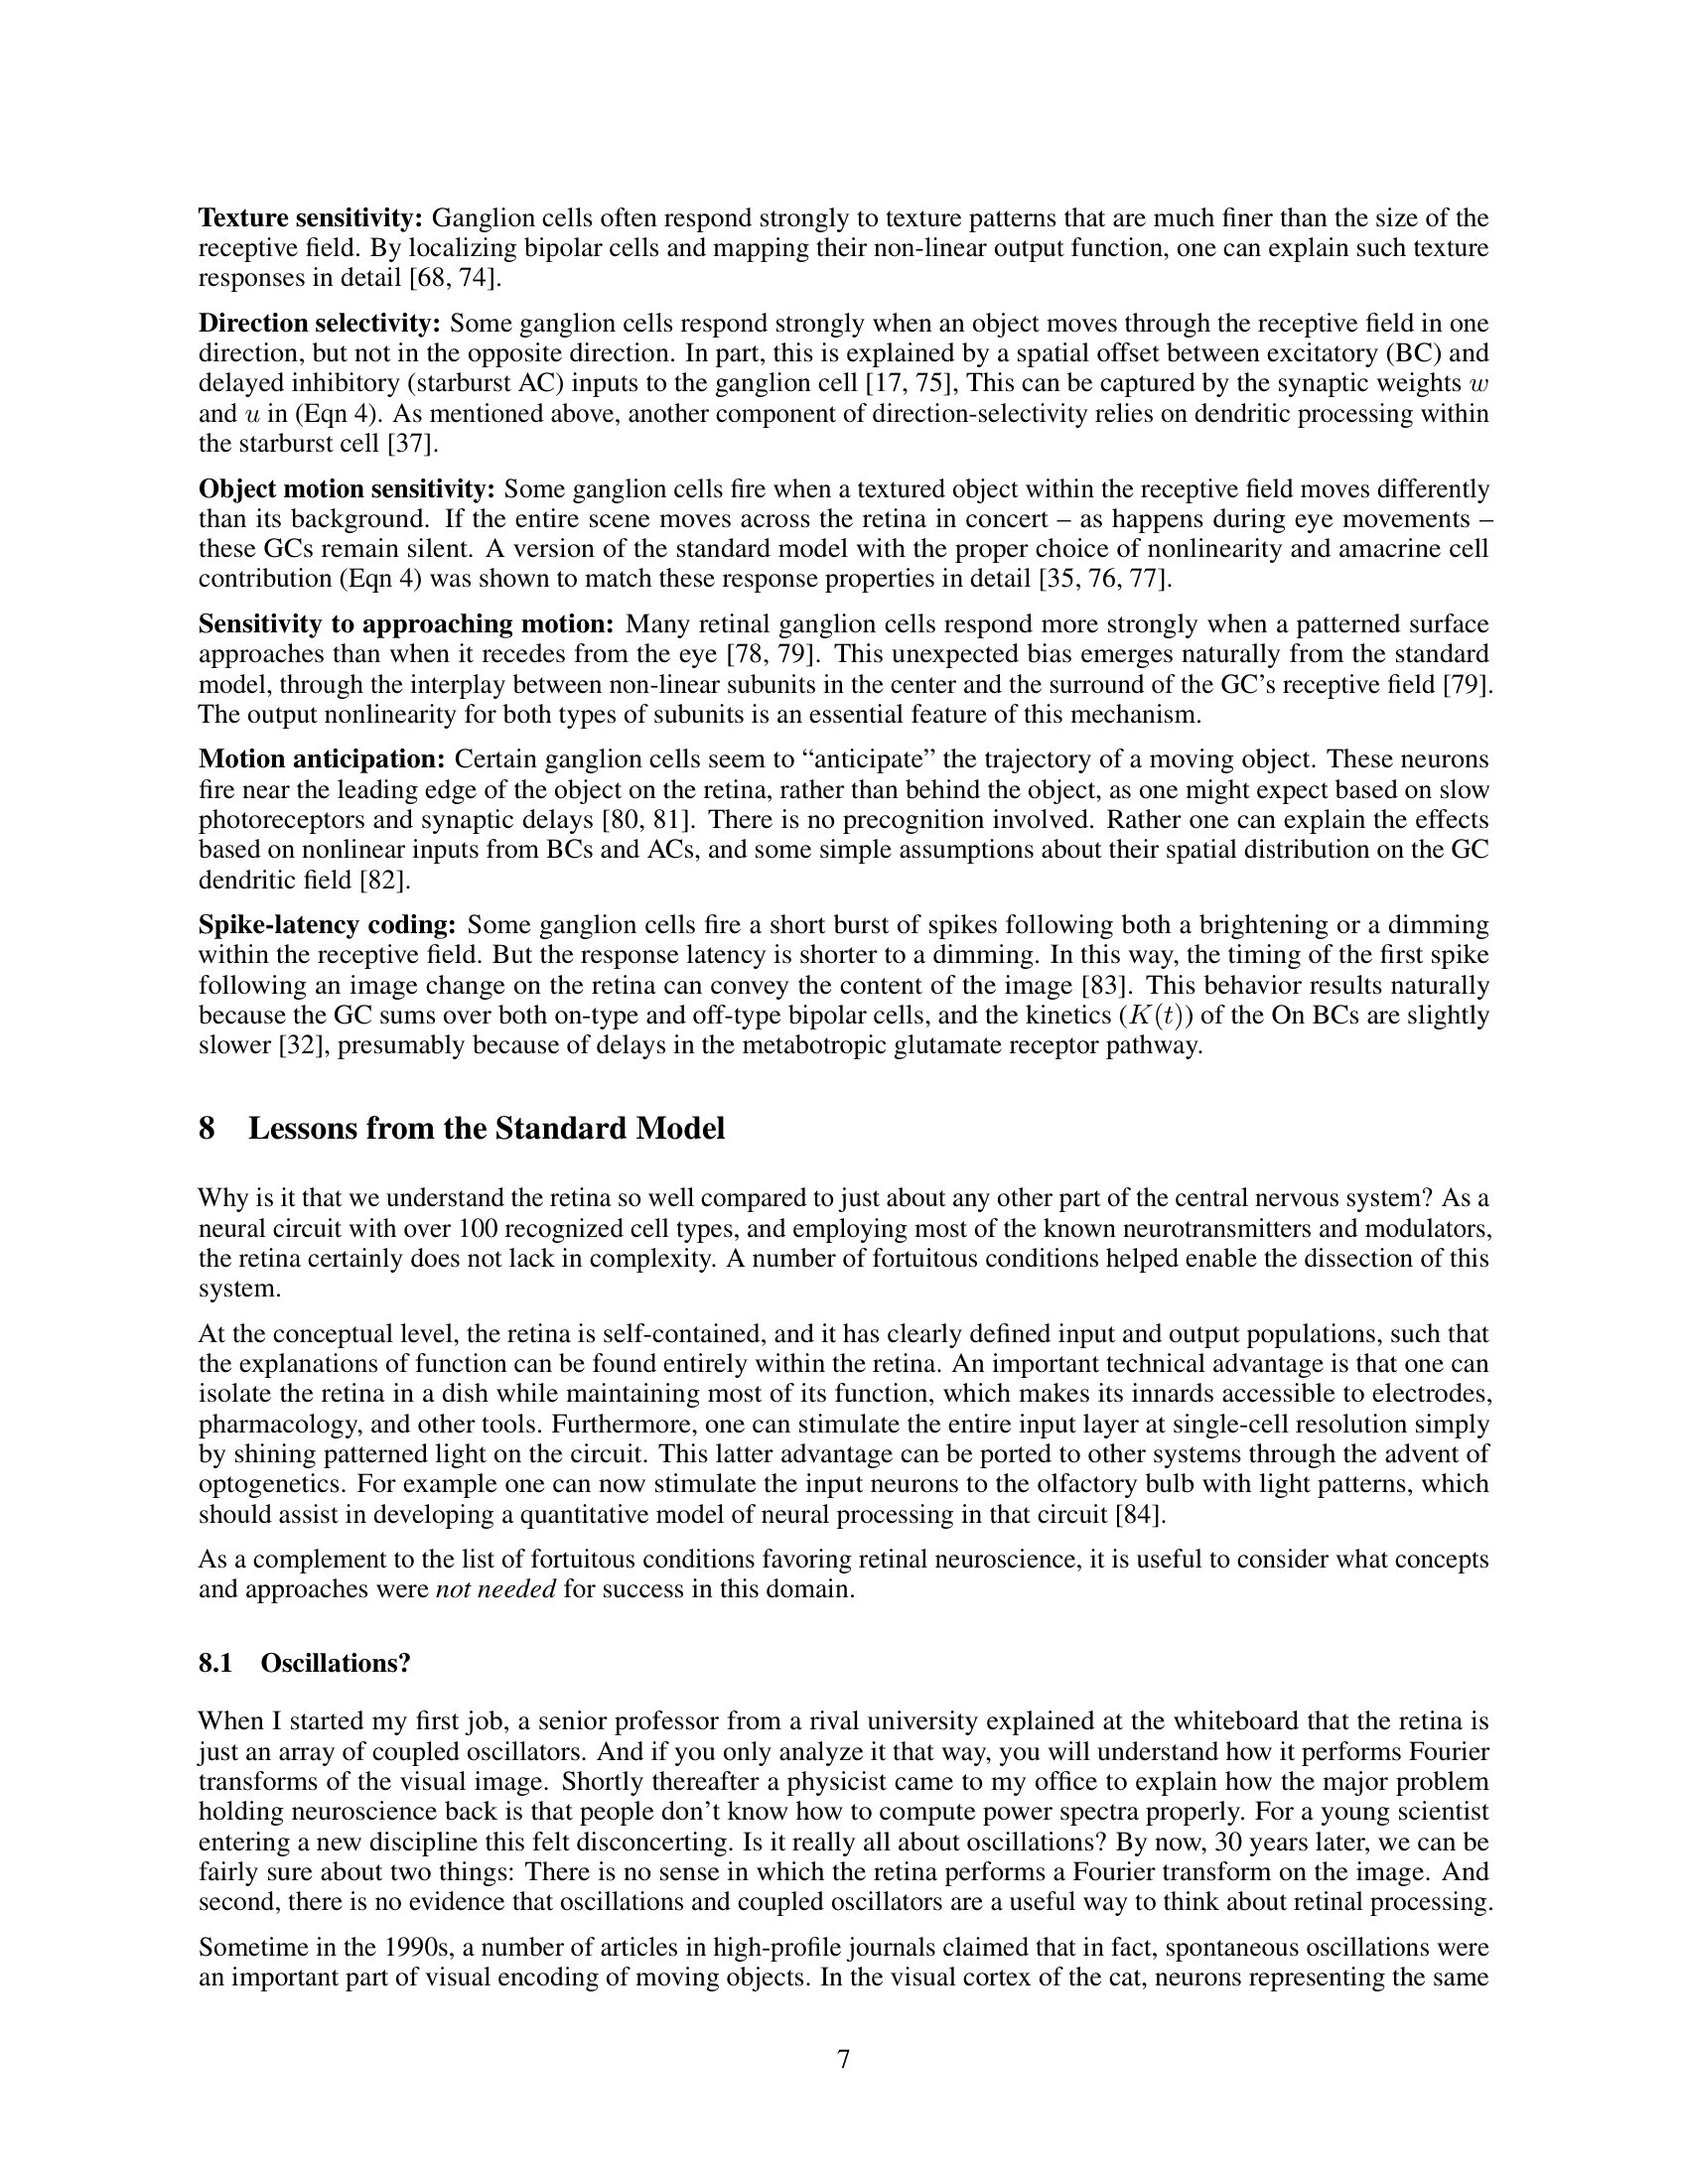 Texture sensitivity: Ganglion cells often respond strongly to texture patterns that are much finer than the size of the
receptive field. By localizing bipolar cells and mapping their non-linear output function, one can explain such texture
responses in detail [68, 74].
Direction selectivity: Some ganglion cells respond strongly when an object moves through the receptive field in one
direction, but not in the opposite direction. In part, this is explained by a spatial offset between excitatory (BC) and
delayed inhibitory (starburst AC) inputs to the ganglion cell [17, 75], This can be captured by the synaptic weights w
and u in (Eqn 4). As mentioned above, another component of direction-selectivity relies on dendritic processing within
the starburst cell [37].
Object motion sensitivity: Some ganglion cells fire when a textured object within the receptive field moves differently
than its background. If the entire scene moves across the retina in concert – as happens during eye movements –
these GCs remain silent. A version of the standard model with the proper choice of nonlinearity and amacrine cell
contribution (Eqn 4) was shown to match these response properties in detail [35, 76, 77].
Sensitivity to approaching motion: Many retinal ganglion cells respond more strongly when a patterned surface
approaches than when it recedes from the eye [78, 79]. This unexpected bias emerges naturally from the standard
model, through the interplay between non-linear subunits in the center and the surround of the GC's receptive field [79].
The output nonlinearity for both types of subunits is an essential feature of this mechanism.
Motion anticipation: Certain ganglion cells seem to “anticipate” the trajectory of a moving object. These neurons
fire near the leading edge of the object on the retina, rather than behind the object, as one might expect based on slow
photoreceptors and synaptic delays [80, 81]. There is no precognition involved. Rather one can explain the effects
based on nonlinear inputs from BCs and ACs, and some simple assumptions about their spatial distribution on the GC
dendritic field [82].
Spike-latency coding: Some ganglion cells fire a short burst of spikes following both a brightening or a dimming
within the receptive field. But the response latency is shorter to a dimming. In this way, the timing of the first spike
following an image change on the retina can convey the content of the image [83]. This behavior results naturally
because the GC sums over both on-type and off-type bipolar cells, and the kinetics (K(t)) of the On BCs are slightly
slower [32], presumably because of delays in the metabotropic glutamate receptor pathway.
8 Lessons from the Standard Model
Why is it that we understand the retina so well compared to just about any other part of the central nervous system? As a
neural circuit with over 100 recognized cell types, and employing most of the known neurotransmitters and modulators,
the retina certainly does not lack in complexity. A number of fortuitous conditions helped enable the dissection of this
system.
At the conceptual level, the retina is self-contained, and it has clearly defined input and output populations, such that
the explanations of function can be found entirely within the retina. An important technical advantage is that one can
isolate the retina in a dish while maintaining most of its function, which makes its innards accessible to electrodes,
pharmacology, and other tools. Furthermore, one can stimulate the entire input layer at single-cell resolution simply
by shining patterned light on the circuit. This latter advantage can be ported to other systems through the advent of
optogenetics. For example one can now stimulate the input neurons to the olfactory bulb with light patterns, which
should assist in developing a quantitative model of neural processing in that circuit [84].
As a complement to the list of fortuitous conditions favoring retinal neuroscience, it is useful to consider what concepts
and approaches were not needed for success in this domain.
8.1 Oscillations?
When I started my first job, a senior professor from a rival university explained at the whiteboard that the retina is
just an array of coupled oscillators. And if you only analyze it that way, you will understand how it performs Fourier
transforms of the visual image. Shortly thereafter a physicist came to my office to explain how the major problem
holding neuroscience back is that people don't know how to compute power spectra properly. For a young scientist
entering a new discipline this felt disconcerting. Is it really all about oscillations? By now, 30 years later, we can be
fairly sure about two things: There is no sense in which the retina performs a Fourier transform on the image. And
second, there is no evidence that oscillations and coupled oscillators are a useful way to think about retinal processing.
Sometime in the 1990s, a number of articles in high-profile journals claimed that in fact, spontaneous oscillations were
an important part of visual encoding of moving objects. In the visual cortex of the cat, neurons representing the same
7